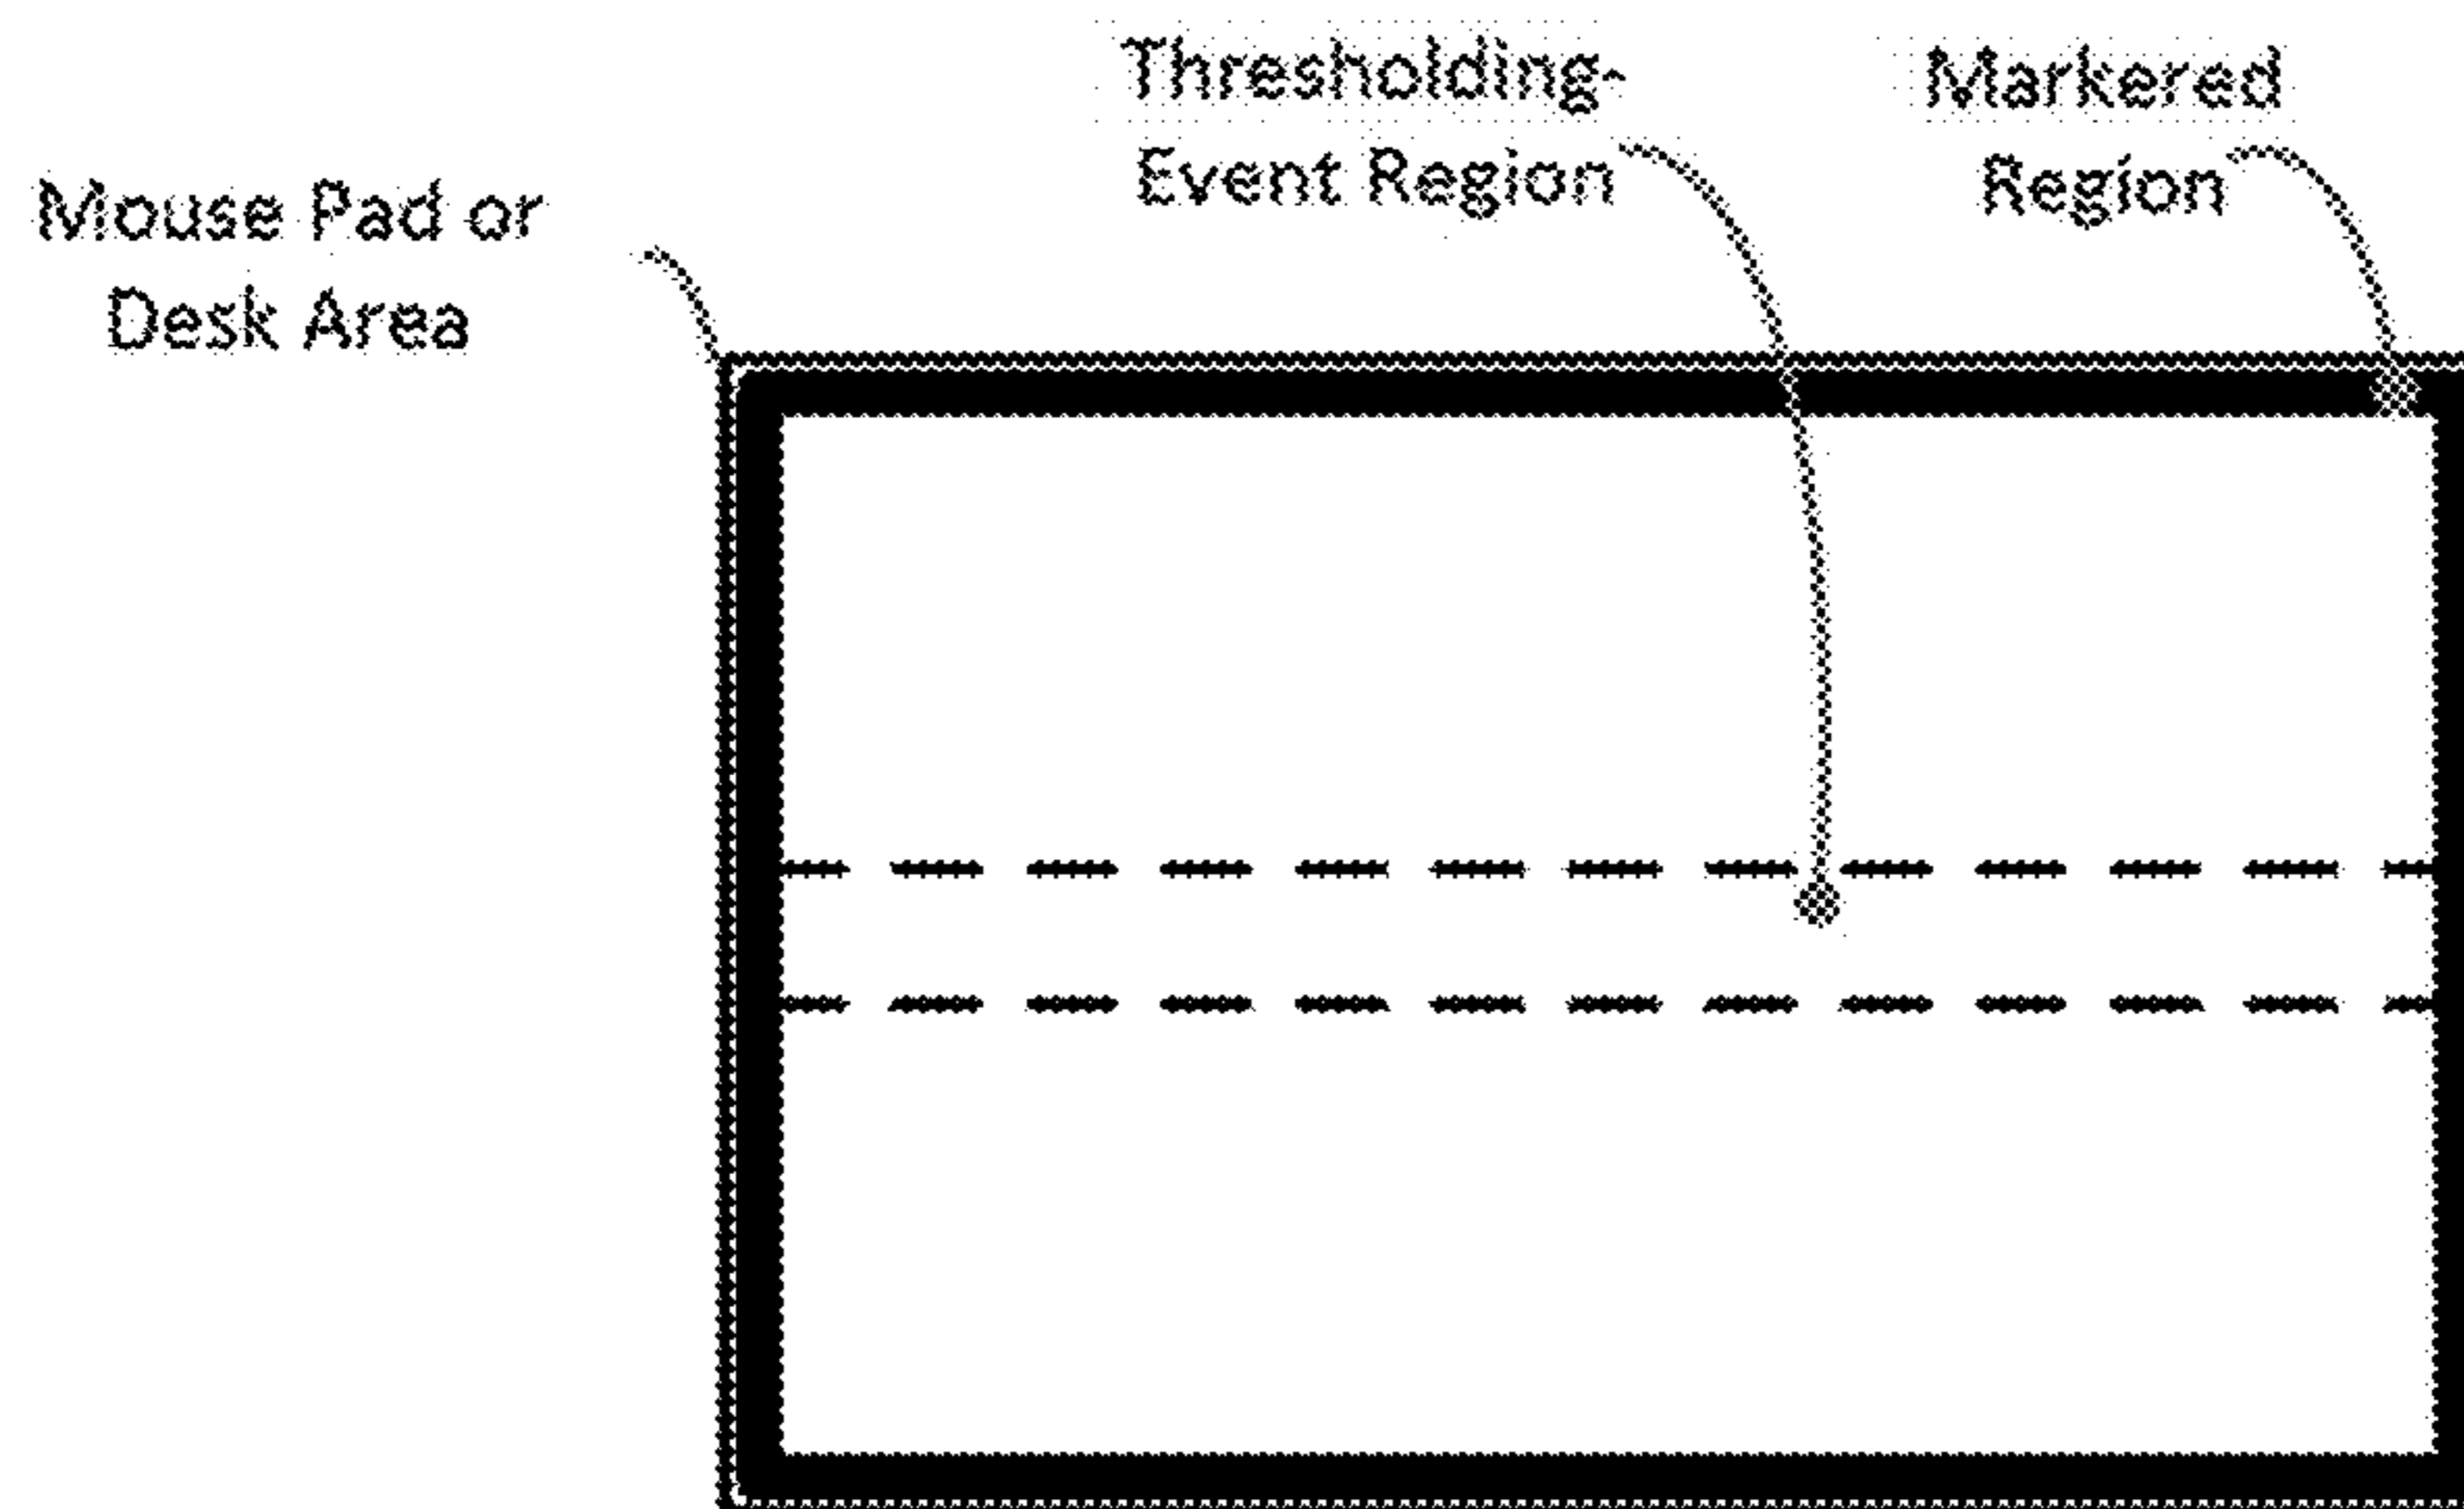 Mouse Pad or
Desk Area
Thresholding-
Event Region
Markered
Region